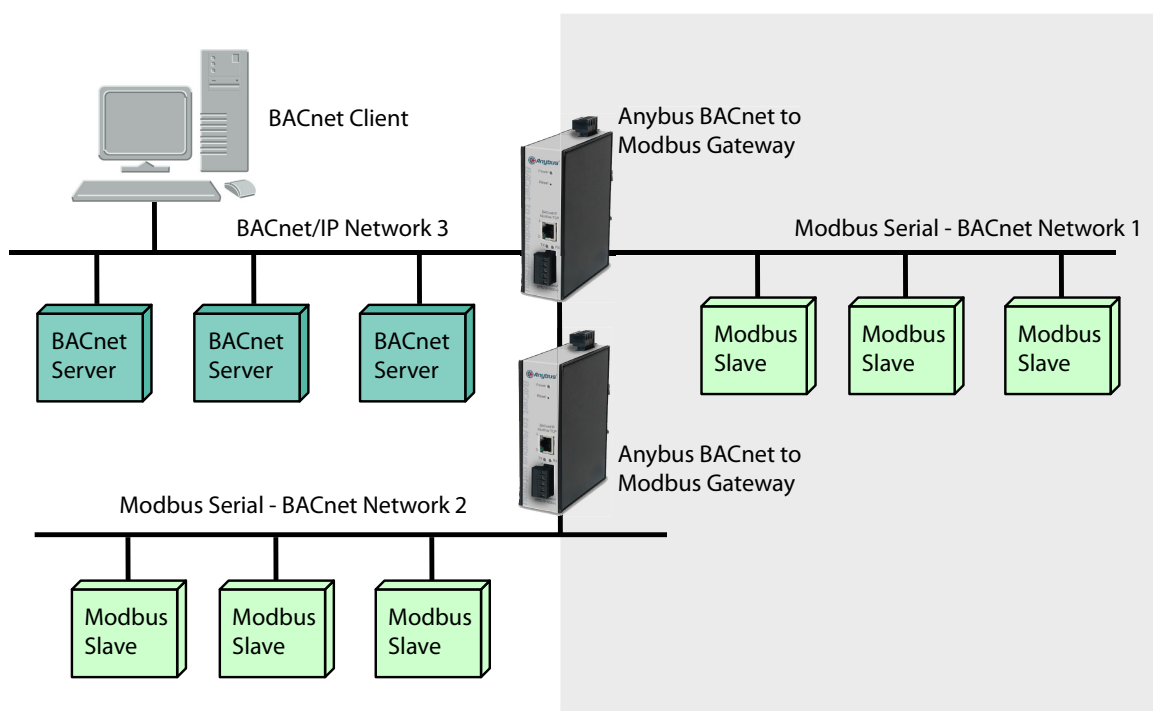 BACnet Client
Anybus BACnet to
Modbus Gateway
Anybus
BACnet/IP Network 3
Modbus Serial - BACnet Network 1
BACnet
Server
BACnet
Server
BACnet
Server
Modbus
Slave
Modbus
Slave
Modbus
Slave
Anybus
Anybus BACnet to
Modbus Gateway
Modbus Serial - BACnet Network 2
Modbus
Slave
Modbus
Slave
Modbus
Slave